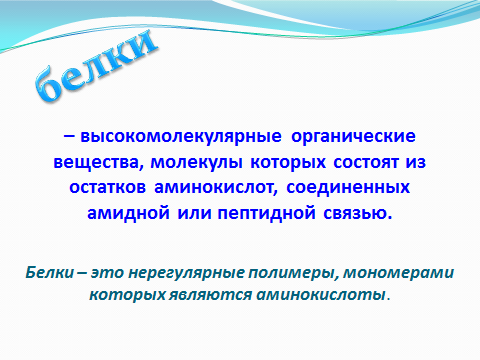 белки
– высокомолекулярные органические
вещества, молекулы которых состоят из
остатков аминокислот, соединенных
амидной или пептидной связью.
Белки – это нерегулярные полимеры, мономерами
которых являются аминокислоты.